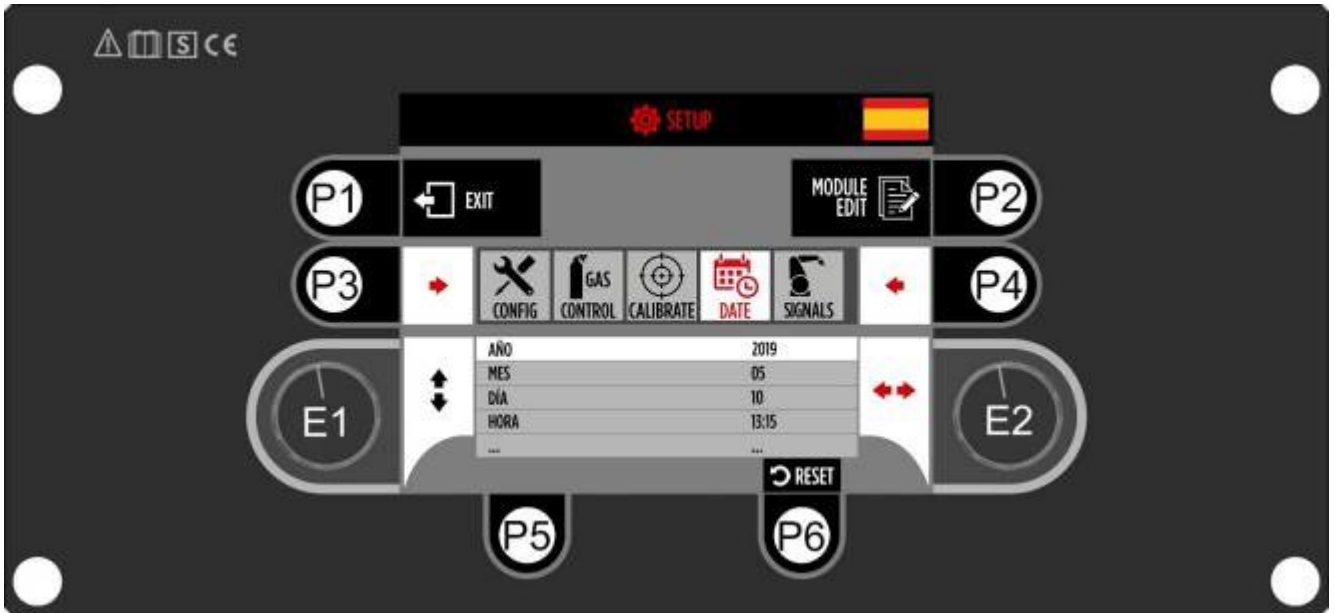 S CE
SETUP
P1
EXIT
MODULE
EDIT
P2
P3
CONFIG
GAS
CONTROL
CALIBRATE
DATE
SIGNALS
P4
AÑO 2019
MES 05
DÍA 10
HORA 13:15
... ...
E1
E2
RESET
P5
P6